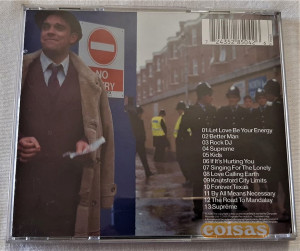 NO
RY
01 Let Love Be Your Energy
02 Better Man
03 Rock DJ
04 Supreme
05 Kids
06 If It's Hurting You
07 Singing For The Lonely
08 Love Calling Earth
09 Knutsford City Limits
10 Forever Texas
11 By All Means Necessary
12 The Road To Mandalay
13 Suprême
coisas